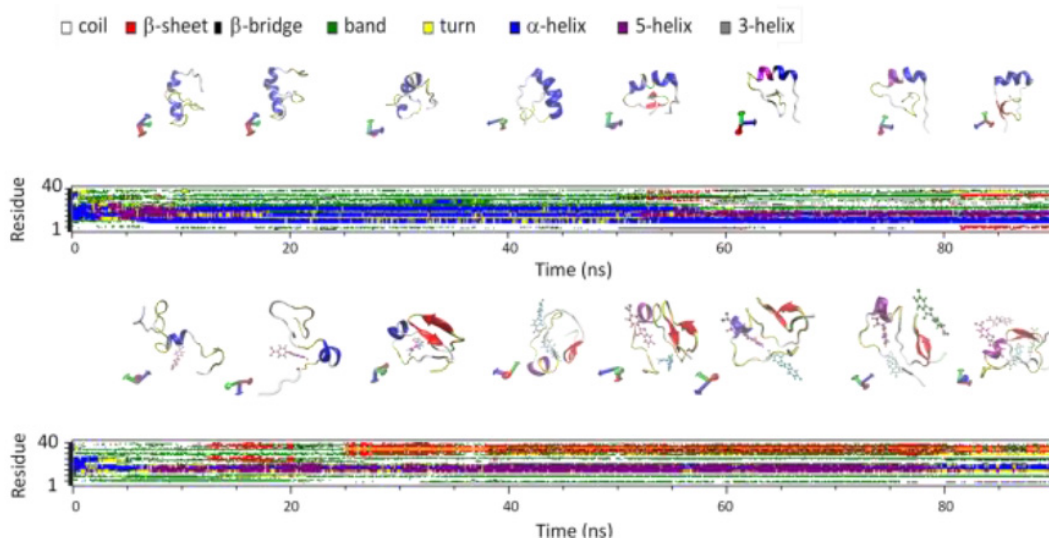 coil β-sheet β-bridge band turn α-helix 5-helix 3-helix
40
Residue
1
0 20 40 60 80
Time (ns)
40
Residue
1
0 20 40 60 80
Time (ns)